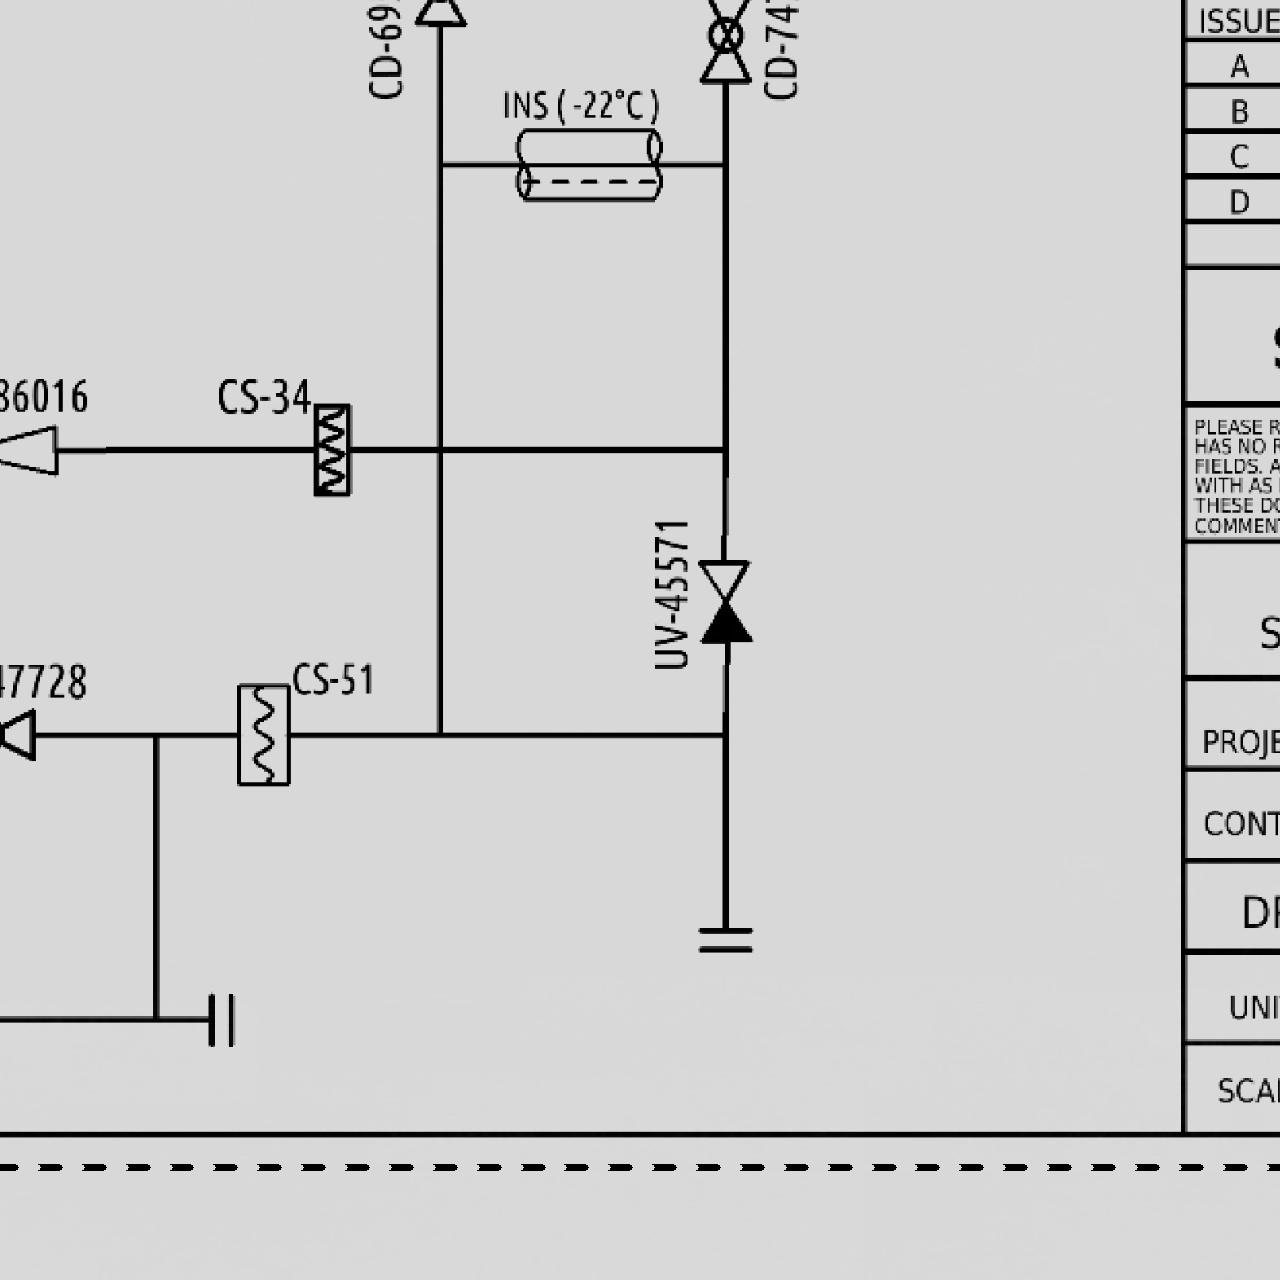 CD-69
CD-74
INS ( -22°C )
86016
CS-34
UV-45571
47728
CS-51
ISSUE
A
B
C
D
S
PLEASE R
HAS NO R
FIELDS. A
WITH AS
THESE DO
COMMENT
S
PROJE
CONT
DR
UNI
SCAL